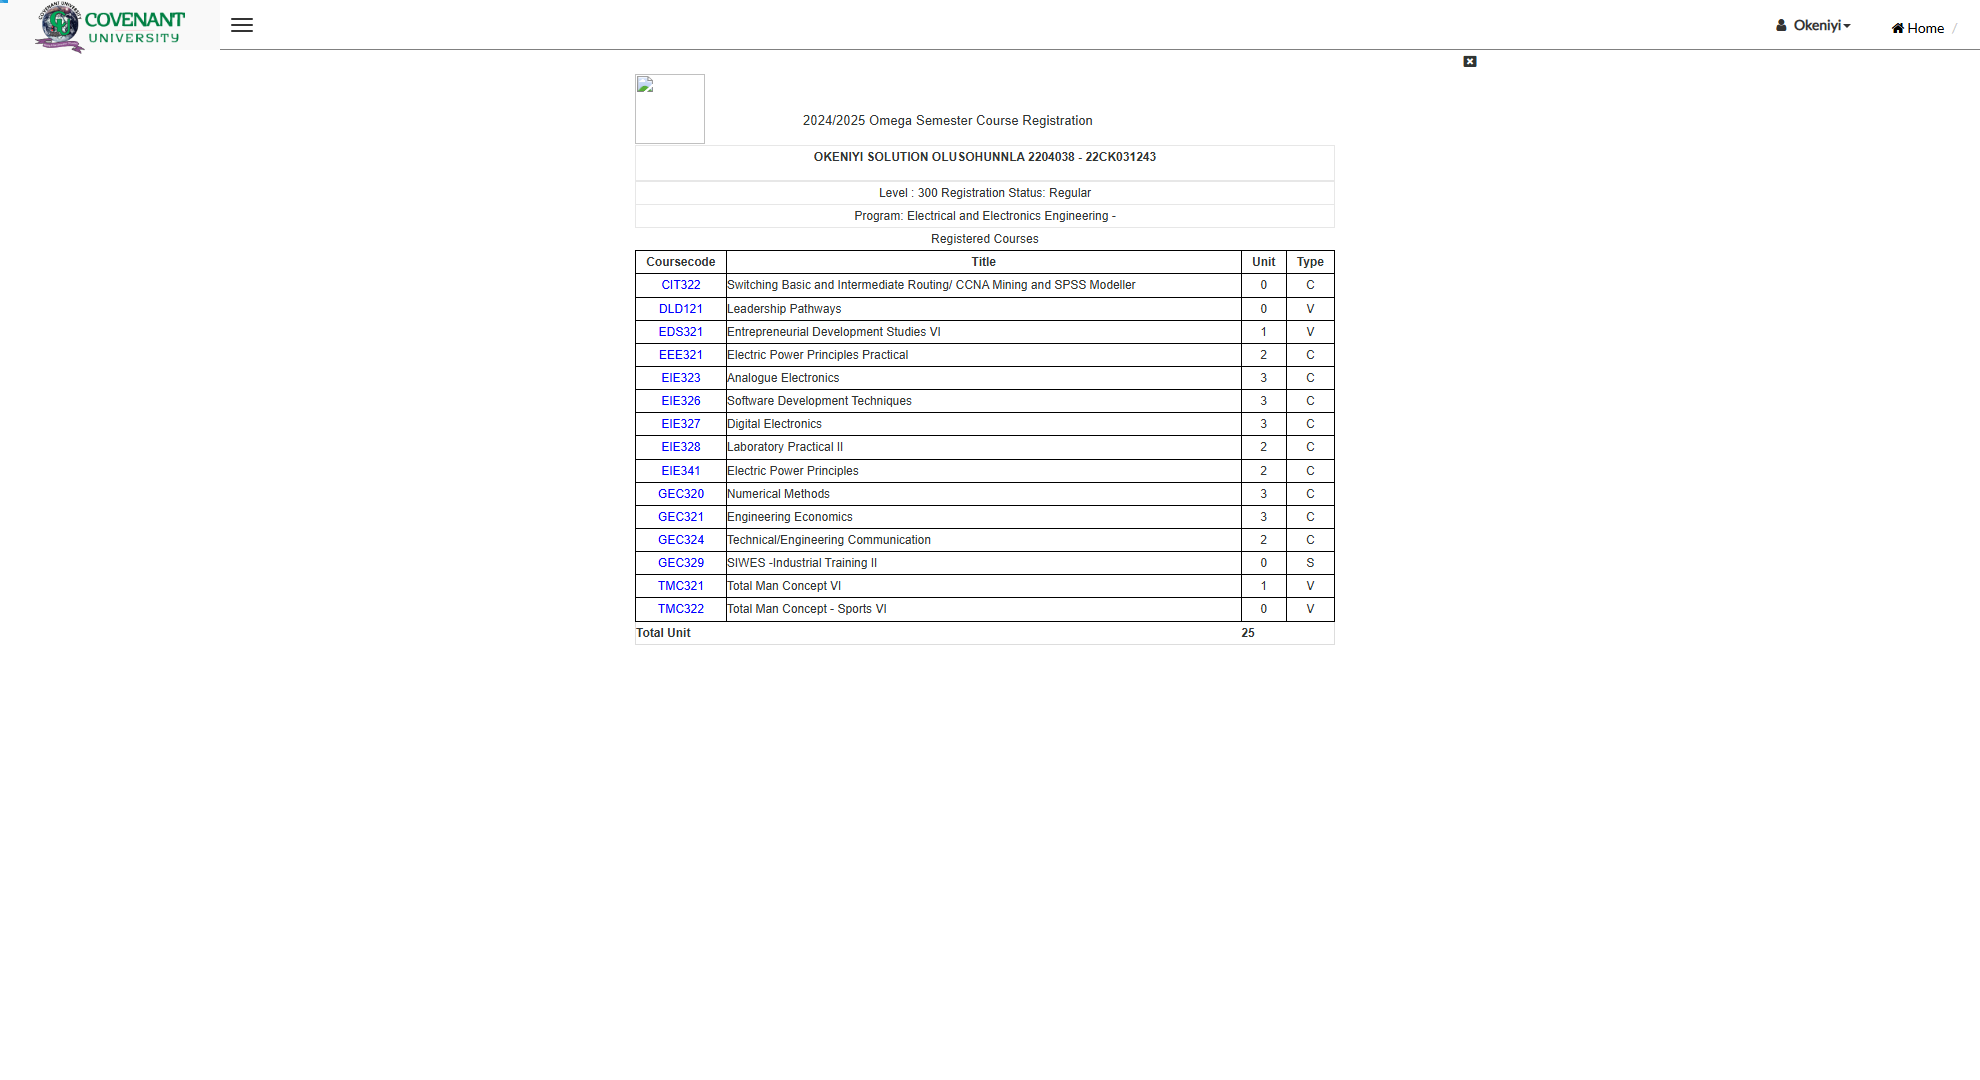 COVENANT
UNIVERSITY
Okeniyi
Home /
2024/2025 Omega Semester Course Registration
OKENIYI SOLUTION OLUSOHUNNLA 2204038 - 22CK031243
Level : 300 Registration Status: Regular
Program: Electrical and Electronics Engineering -
Registered Courses
Coursecode Title Unit Type
CIT322 Switching Basic and Intermediate Routing/ CCNA Mining and SPSS Modeller 0 C
DLD121 Leadership Pathways 0 V
EDS321 Entrepreneurial Development Studies VI 1 V
EEE321 Electric Power Principles Practical 2 C
EIE323 Analogue Electronics 3 C
EIE326 Software Development Techniques 3 C
EIE327 Digital Electronics 3 C
EIE328 Laboratory Practical II 2 C
EIE341 Electric Power Principles 2 C
GEC320 Numerical Methods 3 C
GEC321 Engineering Economics 3 C
GEC324 Technical/Engineering Communication 2 C
GEC329 SIWES -Industrial Training II 0 S
TMC321 Total Man Concept VI 1 V
TMC322 Total Man Concept - Sports VI 0 V
Total Unit 25